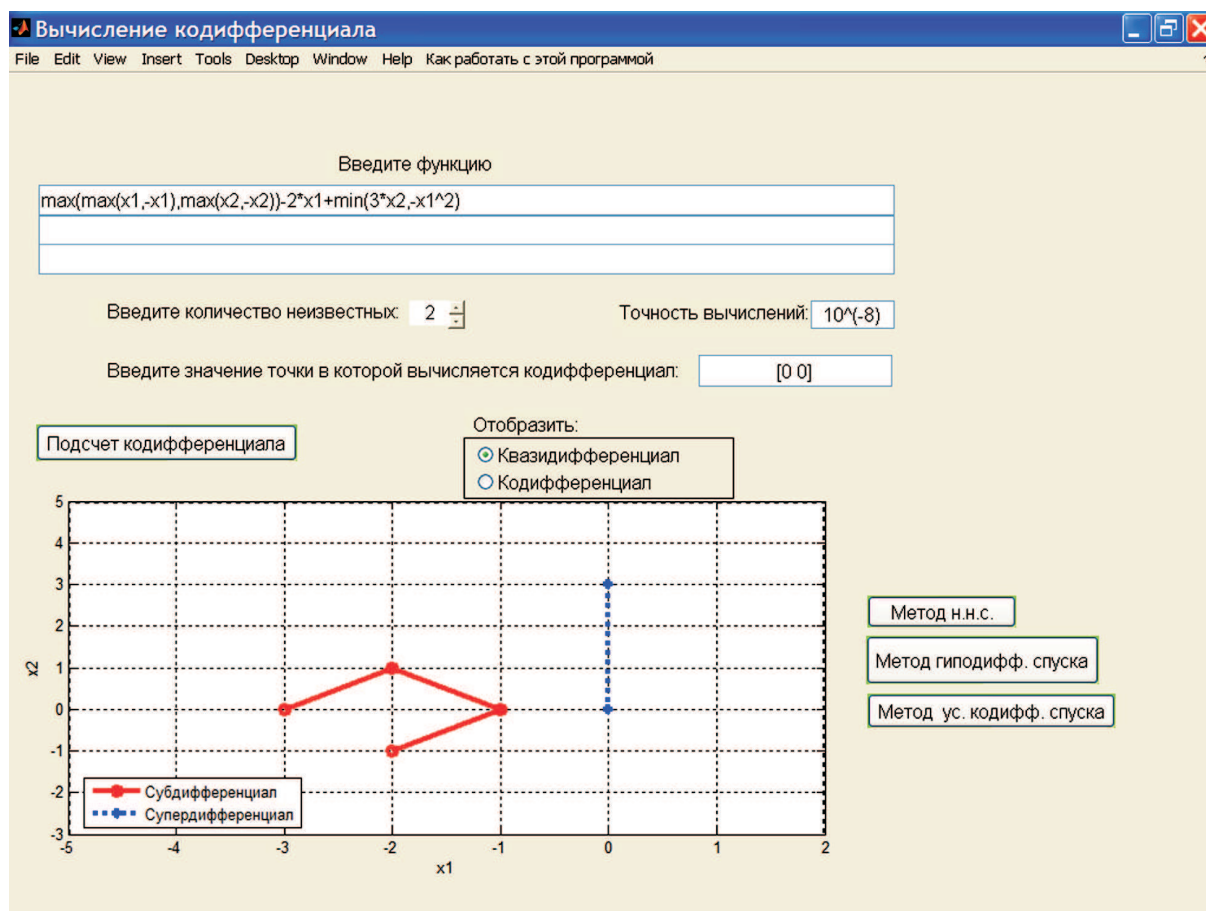 Вычисление кодифференциала
File Edit View Insert Tools Desktop Window Help Как работать с этой программой
Введите функцию
max(max(x1,-x1),max(x2,-x2))-2*x1+min(3*x2,-x1^2)
Введите количество неизвестных: 2 Точность вычислений: 10^(-8)
Введите значение точки в которой вычисляется кодифференциал: [0 0]
Отобразить:
Подсчет кодифференциала
Квазидифференциал
Кодифференциал
5
4
3
2
1
0
-1
-2
-3
x2
Субдифференциал
Супердифференциал
-5 -4 -3 -2 -1 0 1 2
x1
Метод н.н.с.
Метод гиподифф. спуска
Метод ус. кодифф. спуска